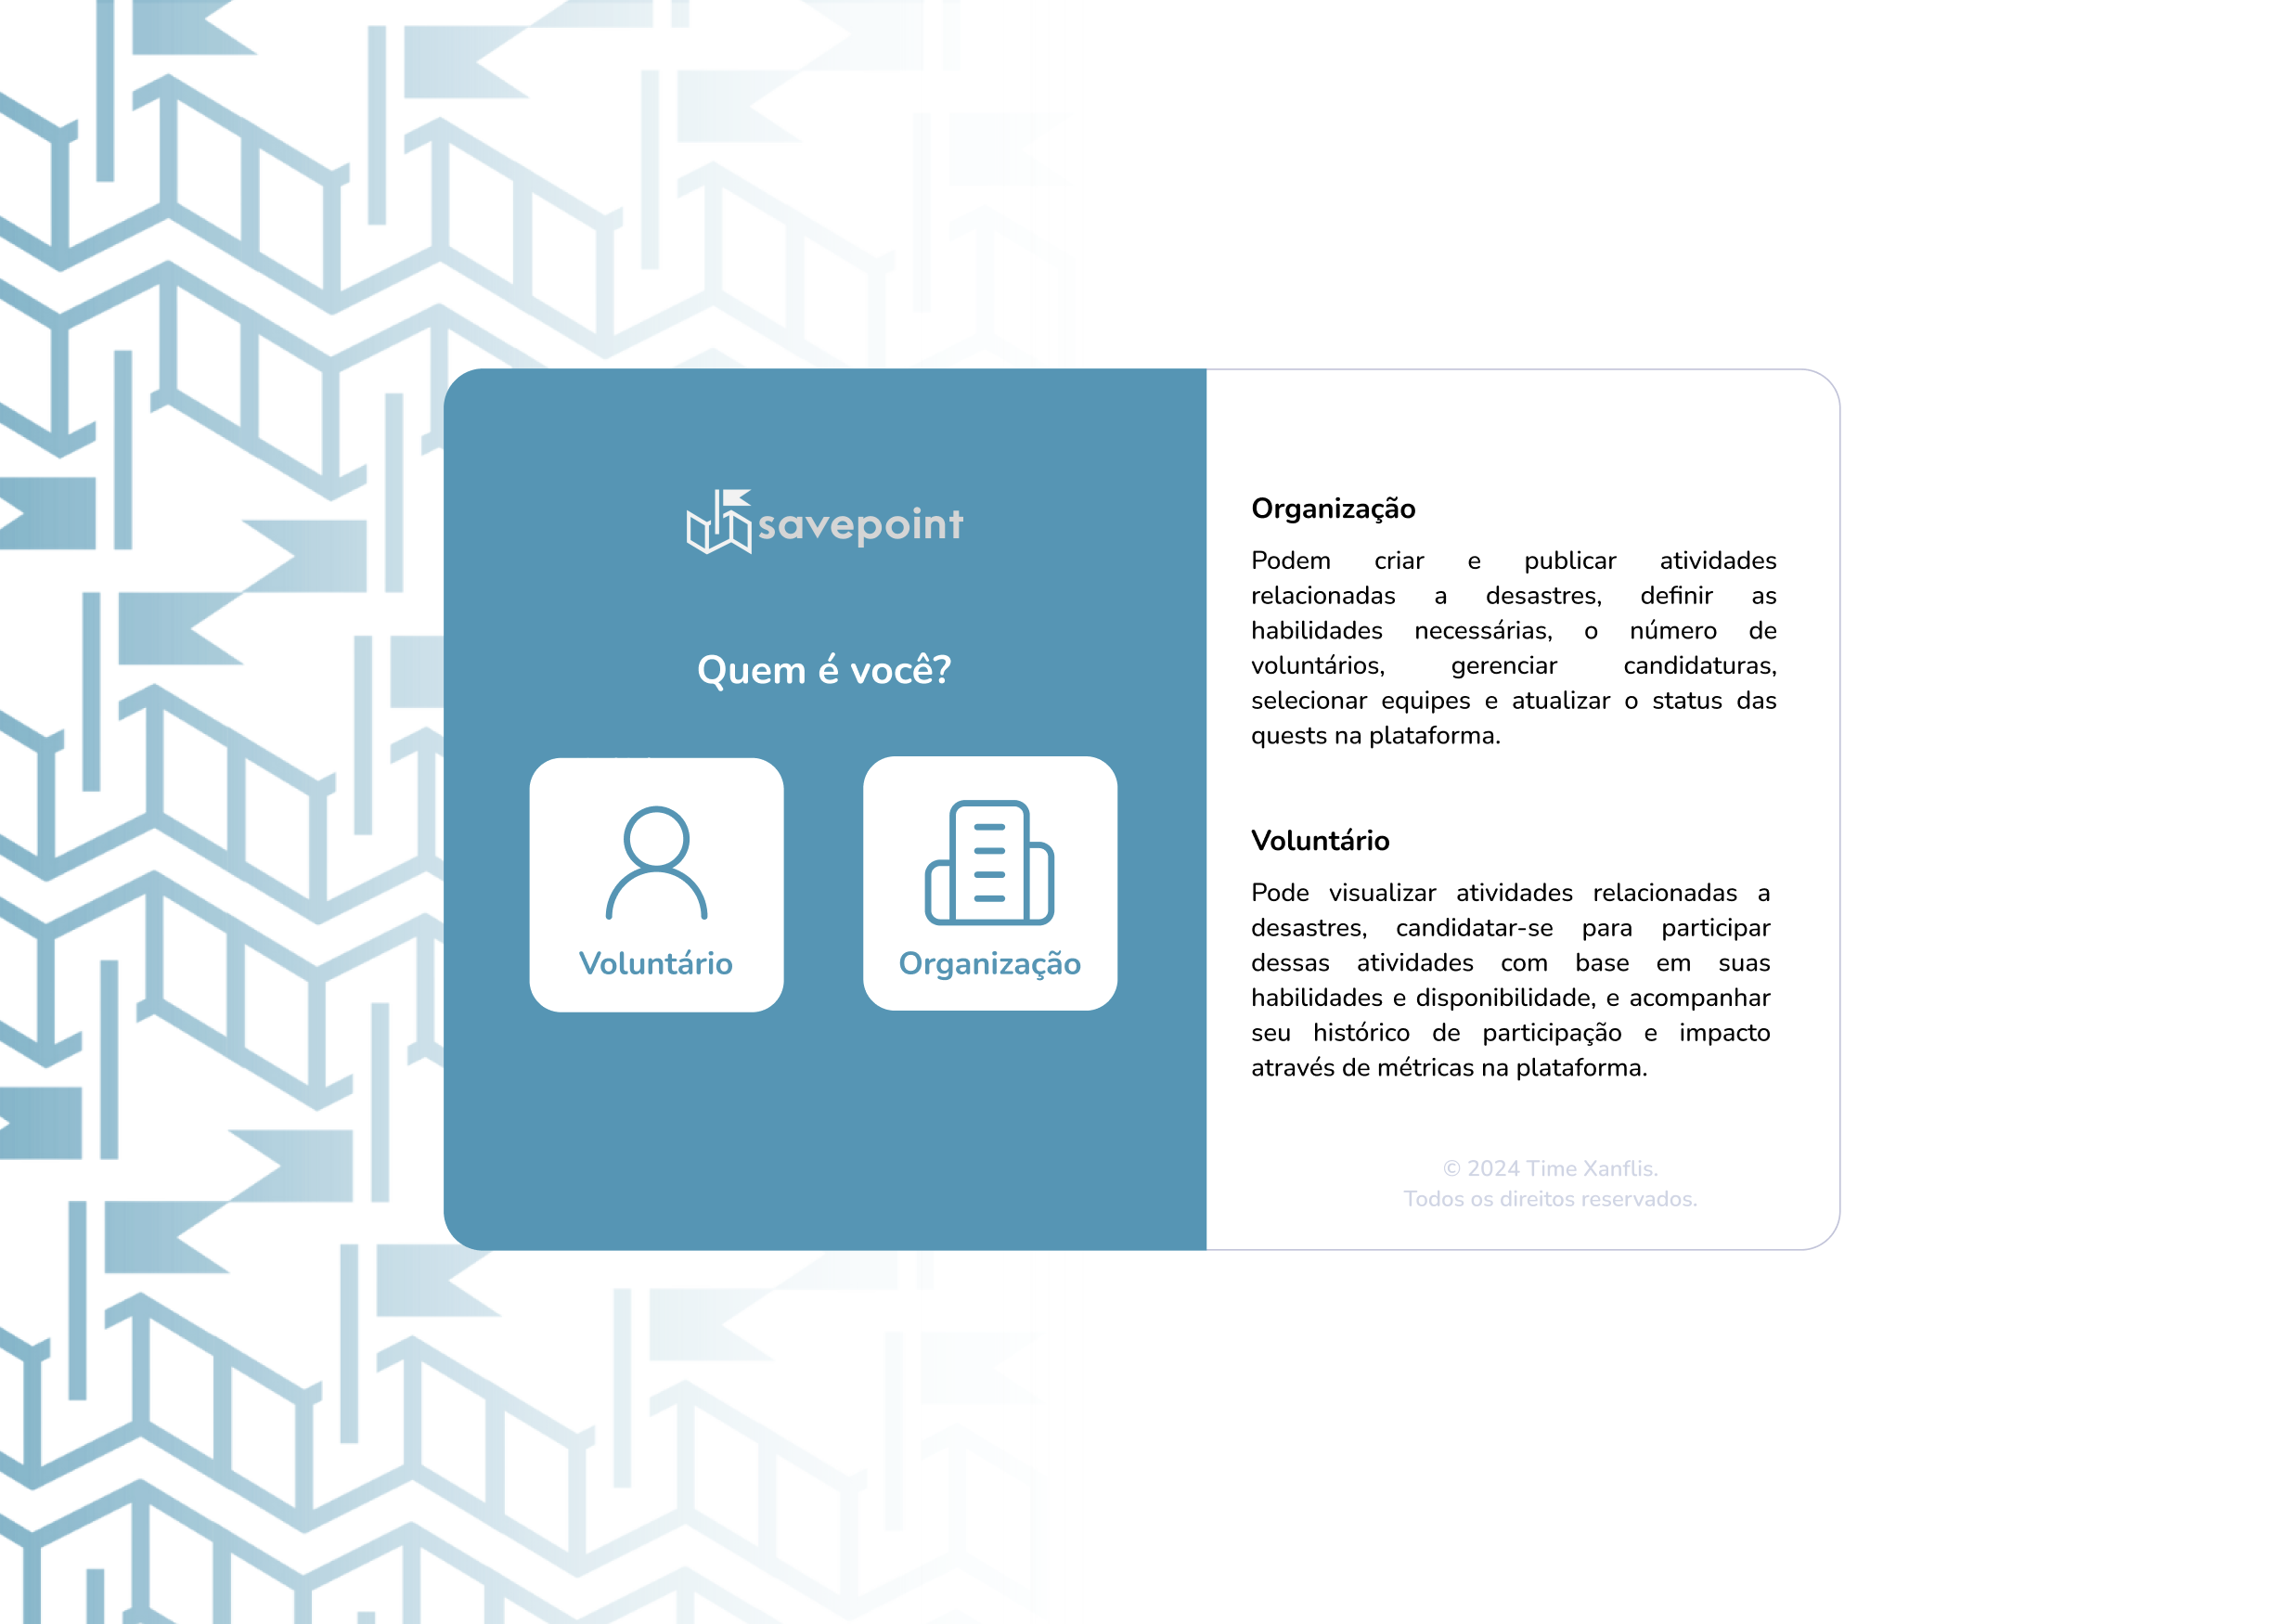 savepoint
Quem é você?
Voluntário
Organização
Organização
Podem criar e publicar atividades
relacionadas a desastres, definir as
habilidades necessárias, o número de
voluntários, gerenciar candidaturas,
selecionar equipes e atualizar o status das
quests na plataforma.
Voluntário
Pode visualizar atividades relacionadas a
desastres, candidatar-se para participar
dessas atividades com base em suas
habilidades e disponibilidade, e acompanhar
seu histórico de participação e impacto
através de métricas na plataforma.
© 2024 Time Xanflis.
Todos os direitos reservados.